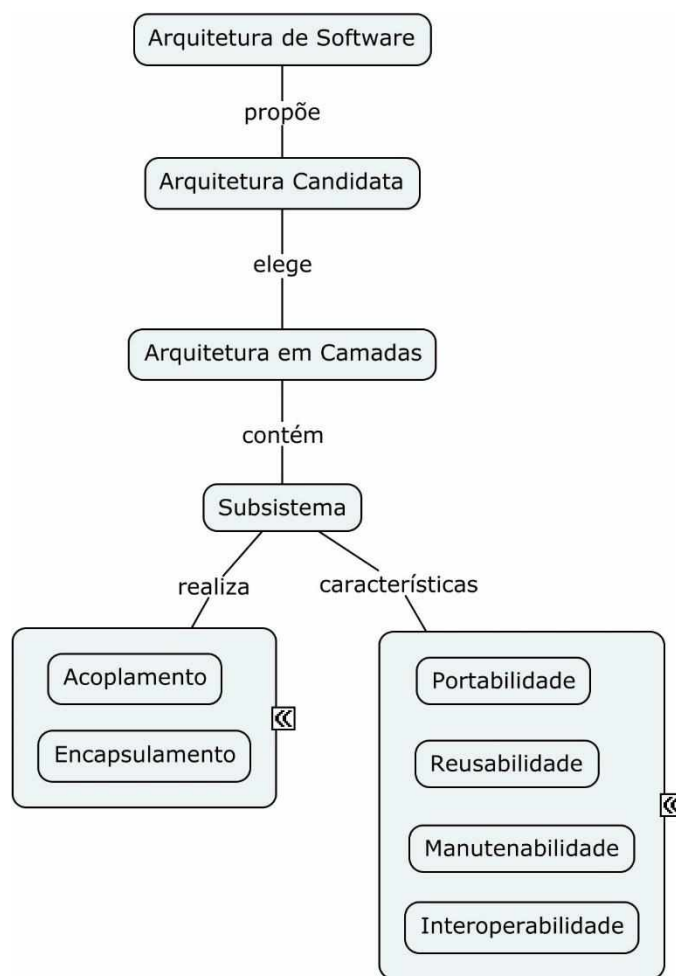 Arquitetura de Software
propõe
Arquitetura Candidata
elege
Arquitetura em Camadas
contém
Subsistema
realiza
características
Acoplamento
Encapsulamento
Portabilidade
Reusabilidade
Manutenabilidade
Interoperabilidade